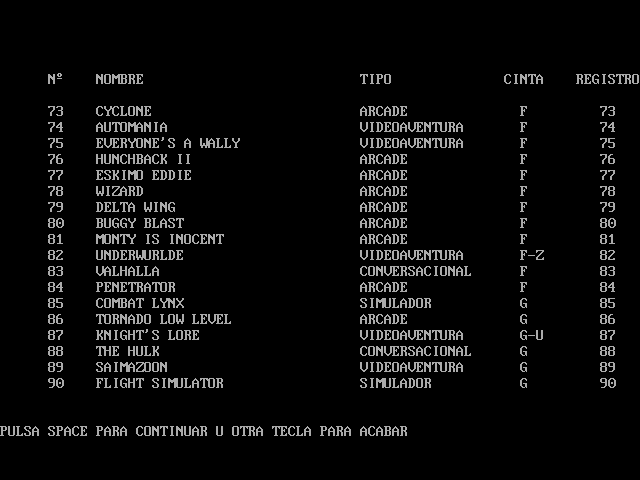 Nº NOMBRE TIPO CINTA REGISTRO
73 CYCLONE ARCADE F 73
74 AUTOMANIA VIDEOAVENTURA F 74
75 EVERYONE'S A WALLY VIDEOAVENTURA F 75
76 HUNCHBACK II ARCADE F 76
77 ESKIMO EDDIE ARCADE F 77
78 WIZARD ARCADE F 78
79 DELTA WING ARCADE F 79
80 BUGGY BLAST ARCADE F 80
81 MONTY IS INOCENT ARCADE F 81
82 UNDERWURLDE VIDEOAVENTURA F-Z 82
83 VALHALLA CONVERSACIONAL F 83
84 PENETRATOR ARCADE F 84
85 COMBAT LYNX SIMULADOR G 85
86 TORNADO LOW LEVEL ARCADE G 86
87 KNIGHT'S LORE VIDEOAVENTURA G-U 87
88 THE HULK CONVERSACIONAL G 88
89 SAIMAZOON VIDEOAVENTURA G 89
90 FLIGHT SIMULATOR SIMULADOR G 90
PULSA SPACE PARA CONTINUAR U OTRA TECLA PARA ACABAR